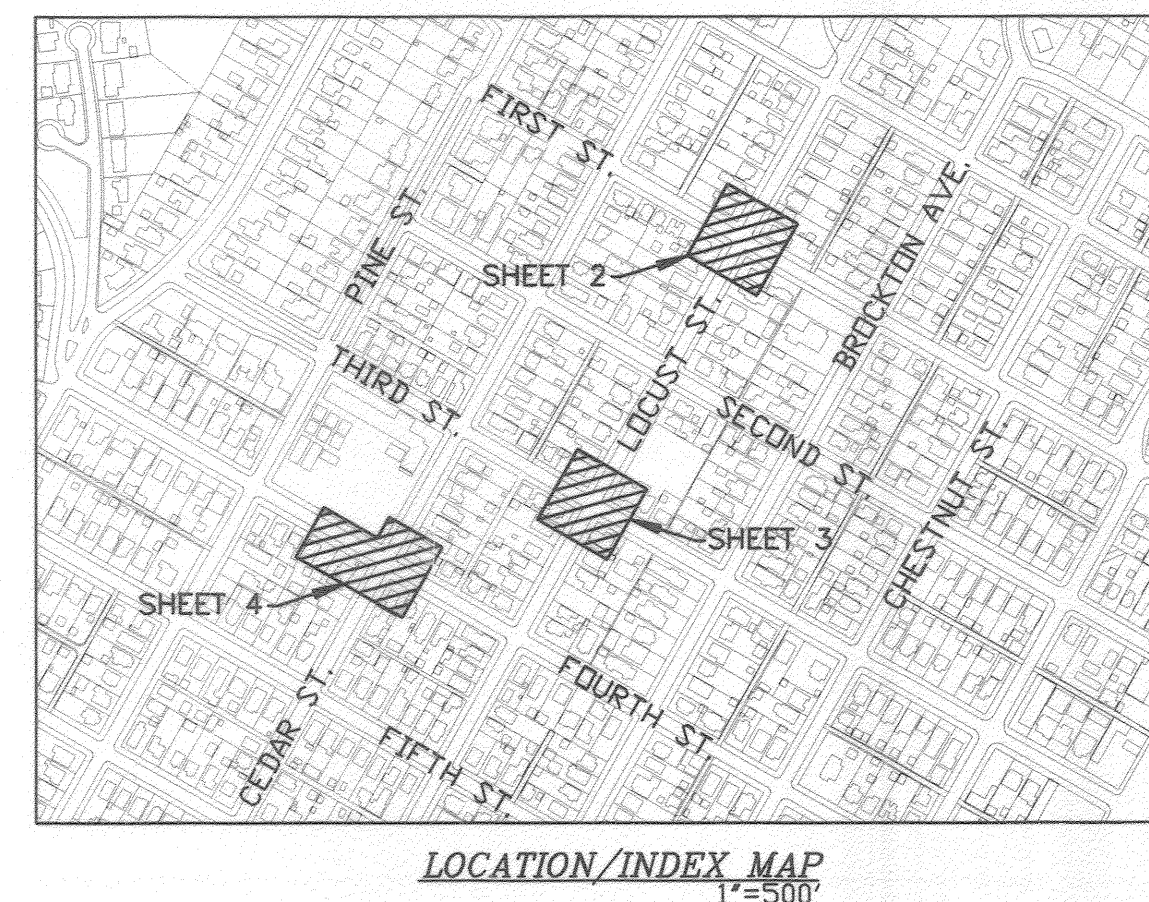 FIRST ST.
PINE ST.
BROCKTON AVE.
SHEET 2
LOCUST ST.
THIRD ST.
SECOND ST.
CHESTNUT ST.
SHEET 3
SHEET 4
FOURTH ST.
CEDAR ST.
FIFTH ST.
LOCATION/INDEX MAP
1"=500'